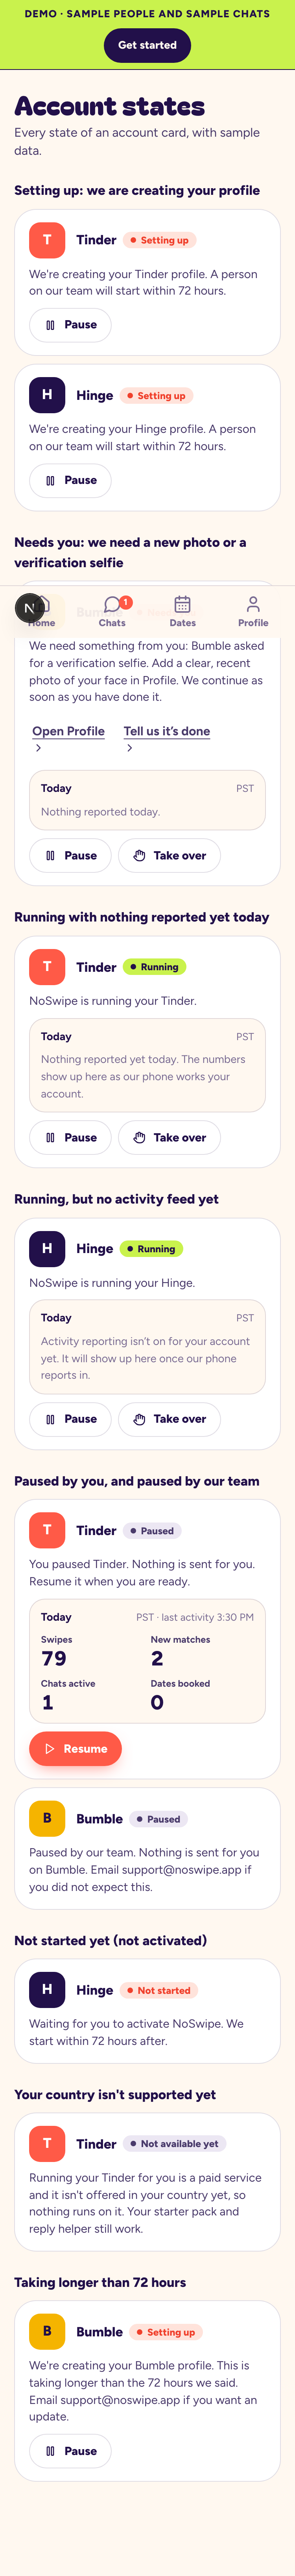 DEMO · SAMPLE PEOPLE AND SAMPLE CHATS
Get started
Account states
Every state of an account card, with sample
data.
Setting up: we are creating your profile
T
Tinder
Setting up
We're creating your Tinder profile. A person
on our team will start within 72 hours.
Pause
H
Hinge
Setting up
We're creating your Hinge profile. A person
on our team will start within 72 hours.
Pause
Needs you: we need a new photo or a
verification selfie
N
Home
Chats
1
Dates
Profile
We need something from you: Bumble asked
for a verification selfie. Add a clear, recent
photo of your face in Profile. We continue as
soon as you have done it.
Open Profile
Tell us it’s done
Today
PST
Nothing reported today.
Pause
Take over
Running with nothing reported yet today
T
Tinder
Running
NoSwipe is running your Tinder.
Today
PST
Nothing reported yet today. The numbers
show up here as our phone works your
account.
Pause
Take over
Running, but no activity feed yet
H
Hinge
Running
NoSwipe is running your Hinge.
Today
PST
Activity reporting isn’t on for your account
yet. It will show up here once our phone
reports in.
Pause
Take over
Paused by you, and paused by our team
T
Tinder
Paused
You paused Tinder. Nothing is sent for you.
Resume it when you are ready.
Today
PST · last activity 3:30 PM
Swipes
79
New matches
2
Chats active
1
Dates booked
0
Resume
B
Bumble
Paused
Paused by our team. Nothing is sent for you
on Bumble. Email support@noswipe.app if
you did not expect this.
Not started yet (not activated)
H
Hinge
Not started
Waiting for you to activate NoSwipe. We
start within 72 hours after.
Your country isn't supported yet
T
Tinder
Not available yet
Running your Tinder for you is a paid service
and it isn't offered in your country yet, so
nothing runs on it. Your starter pack and
reply helper still work.
Taking longer than 72 hours
B
Bumble
Setting up
We're creating your Bumble profile. This is
taking longer than the 72 hours we said.
Email support@noswipe.app if you want an
update.
Pause